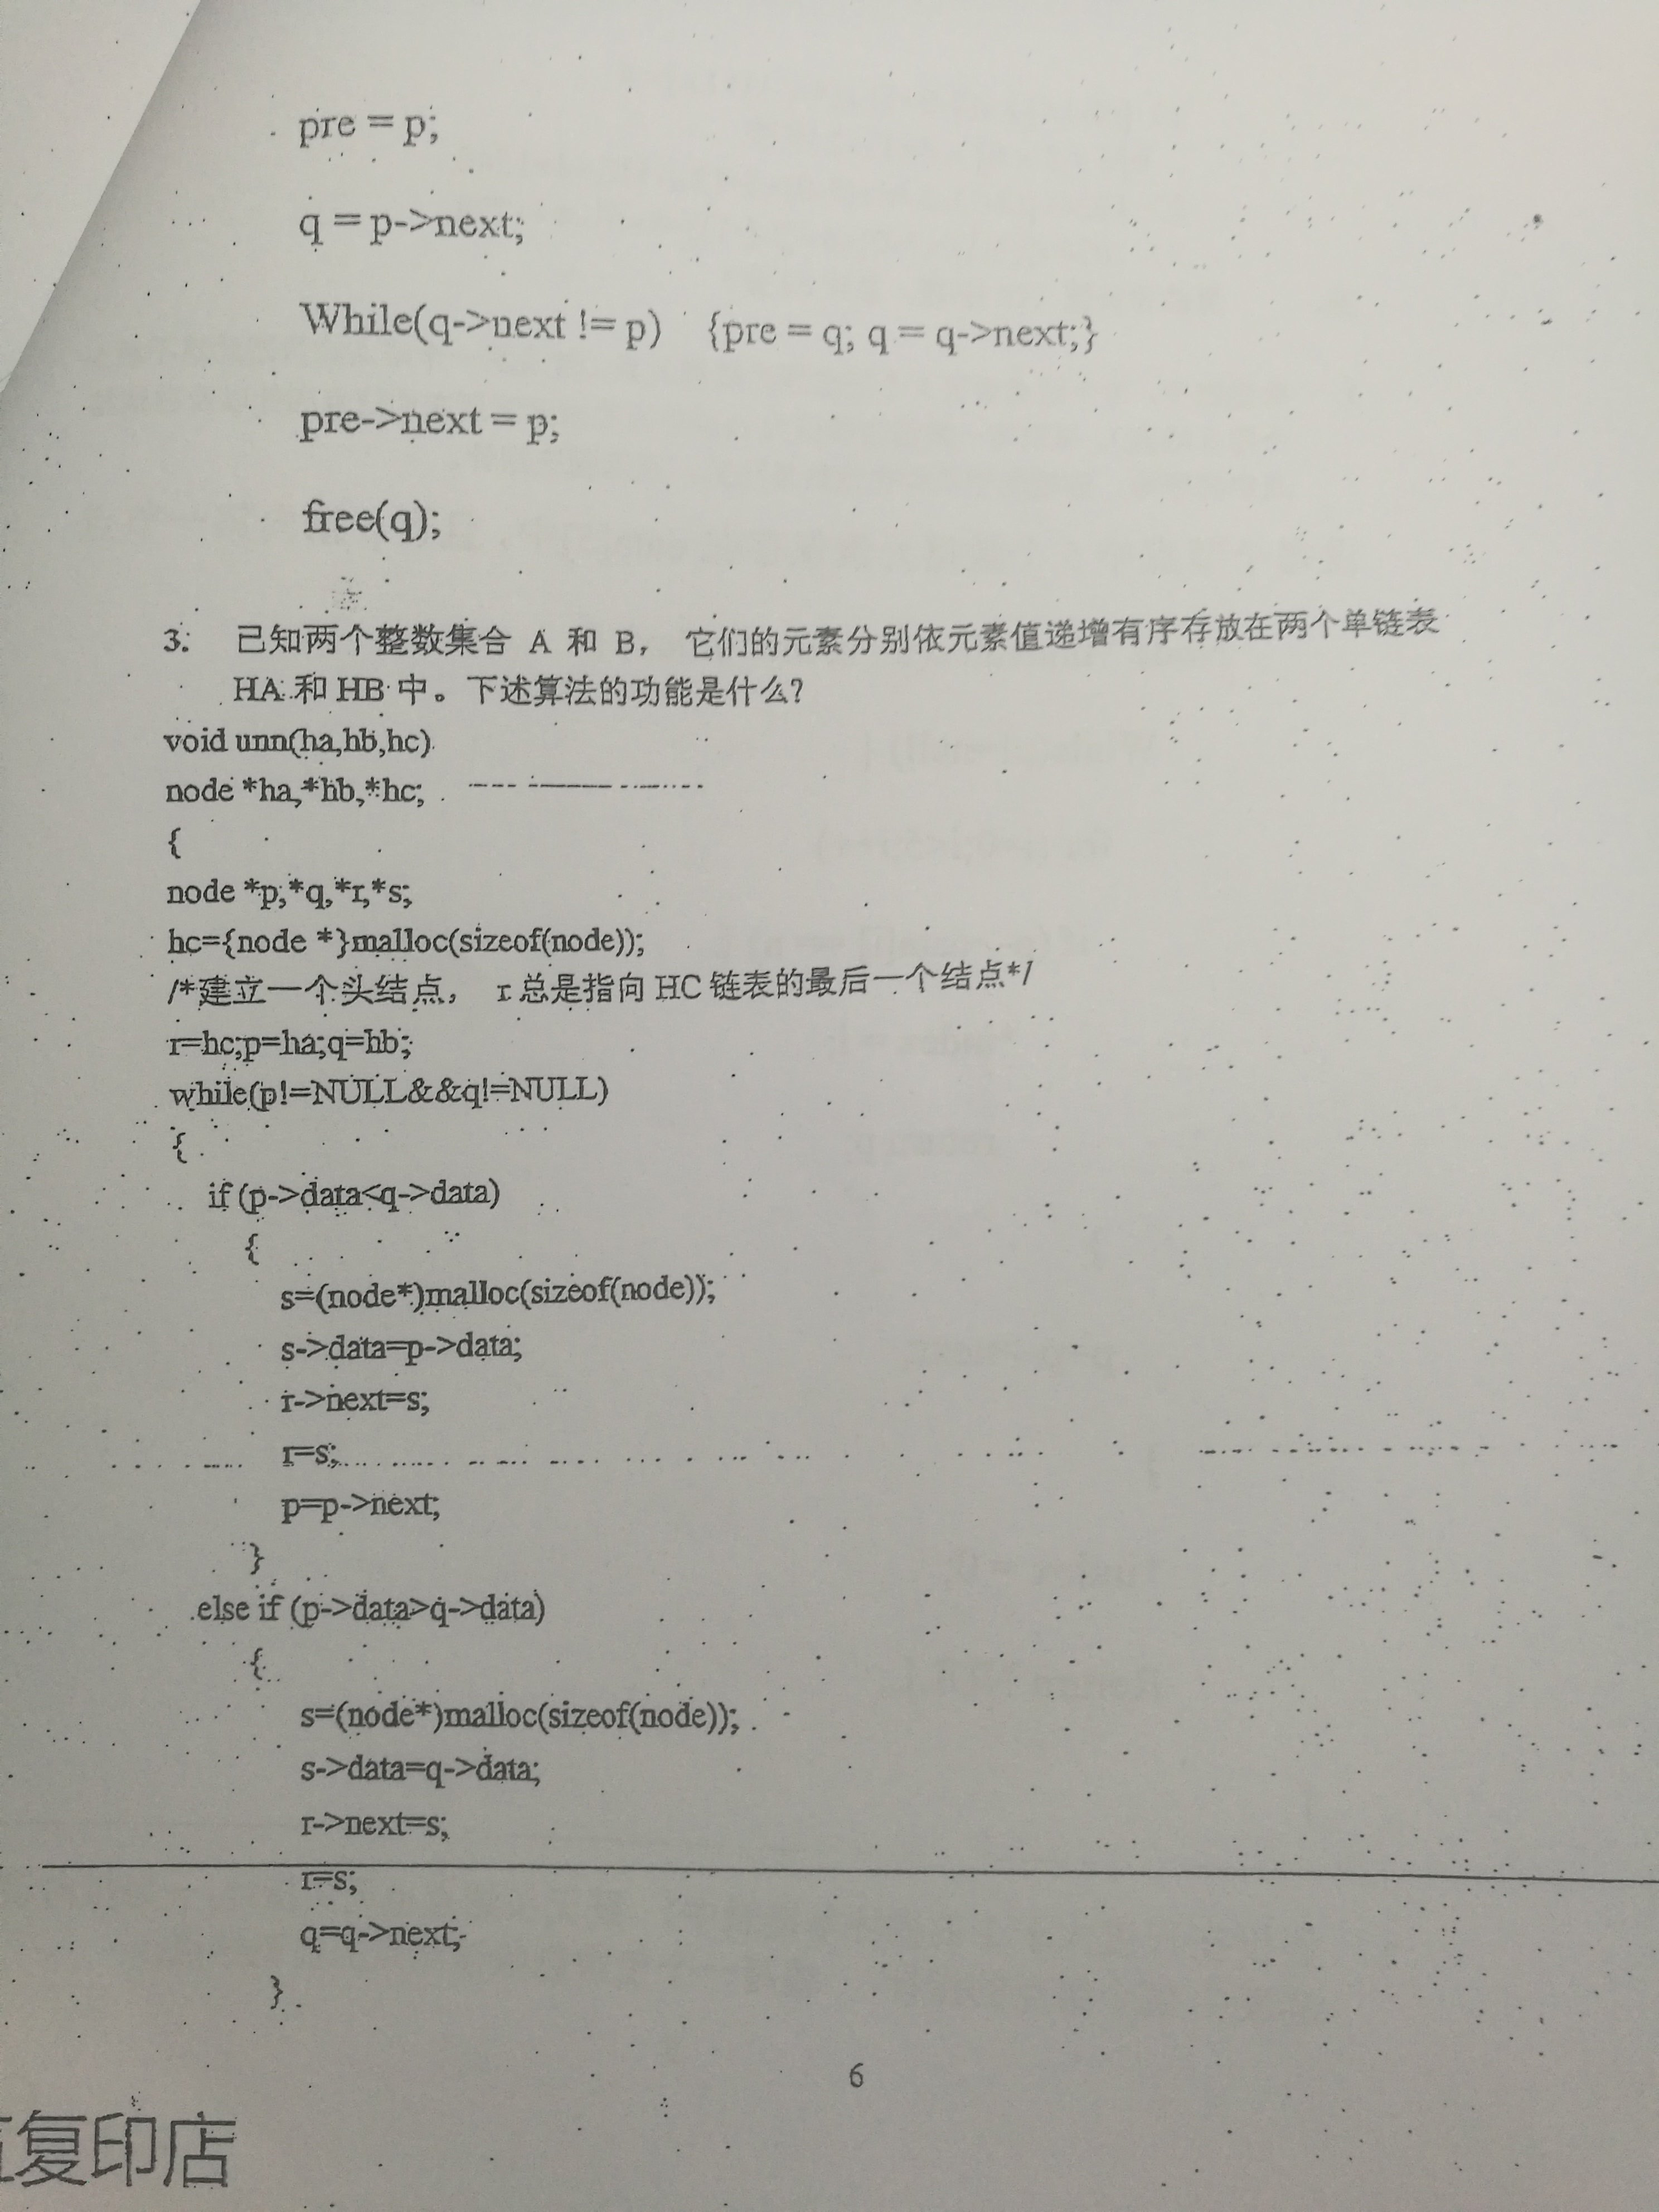 pre = p;
q = p->next;
While(q->next != p) {pre = q; q = q->next;}
pre->next = p;
free(q);
3. 已知两个整数集合 A 和 B， 它们的元素分别依元素值递增有序存放在两个单链表
HA 和 HB 中。下述算法的功能是什么?
void unn(ha,hb,hc)
node *ha,*hb,*hc;
{
node *p,*q,*r,*s;
hc={node *}malloc(sizeof(node));
/*建立一个头结点， r 总是指向 HC 链表的最后一个结点*/
r=hc;p=ha;q=hb;
while(p!=NULL&&q!=NULL)
{
if (p->data<q->data)
{
s=(node*)malloc(sizeof(node));
s->data=p->data;
r->next=s;
r=s;
p=p->next;
}
else if (p->data>q->data)
{
s=(node*)malloc(sizeof(node));
s->data=q->data;
r->next=s;
r=s;
q=q->next;
}
6
复印店